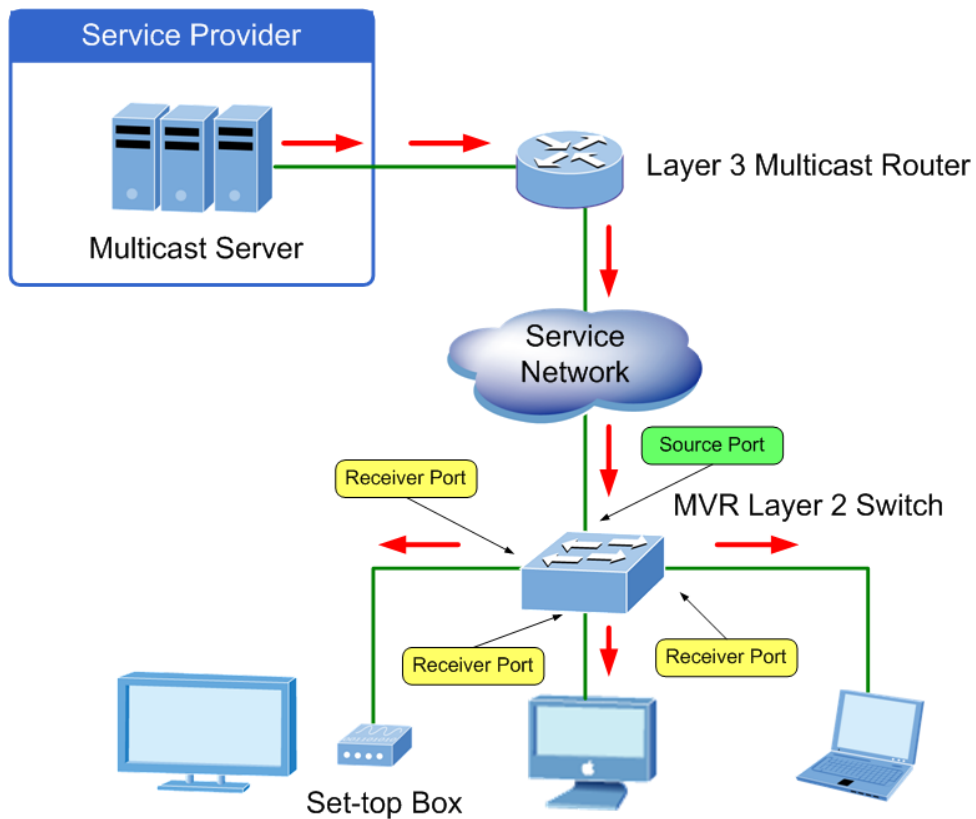 Service Provider
Multicast Server
Layer 3 Multicast Router
Service
Network
Source Port
Receiver Port
MVR Layer 2 Switch
Receiver Port
Receiver Port
Set-top Box